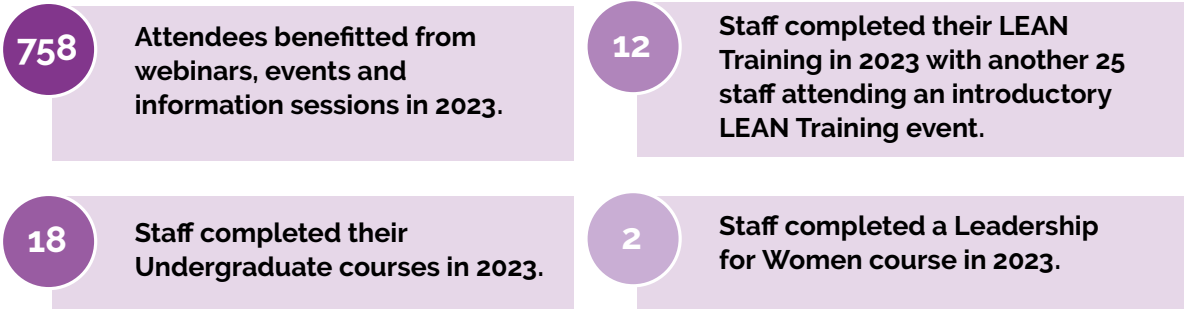 758
Attendees benefitted from
webinars, events and
information sessions in 2023.
12
Staff completed their LEAN
Training in 2023 with another 25
staff attending an introductory
LEAN Training event.
18
Staff completed their
Undergraduate courses in 2023.
2
Staff completed a Leadership
for Women course in 2023.